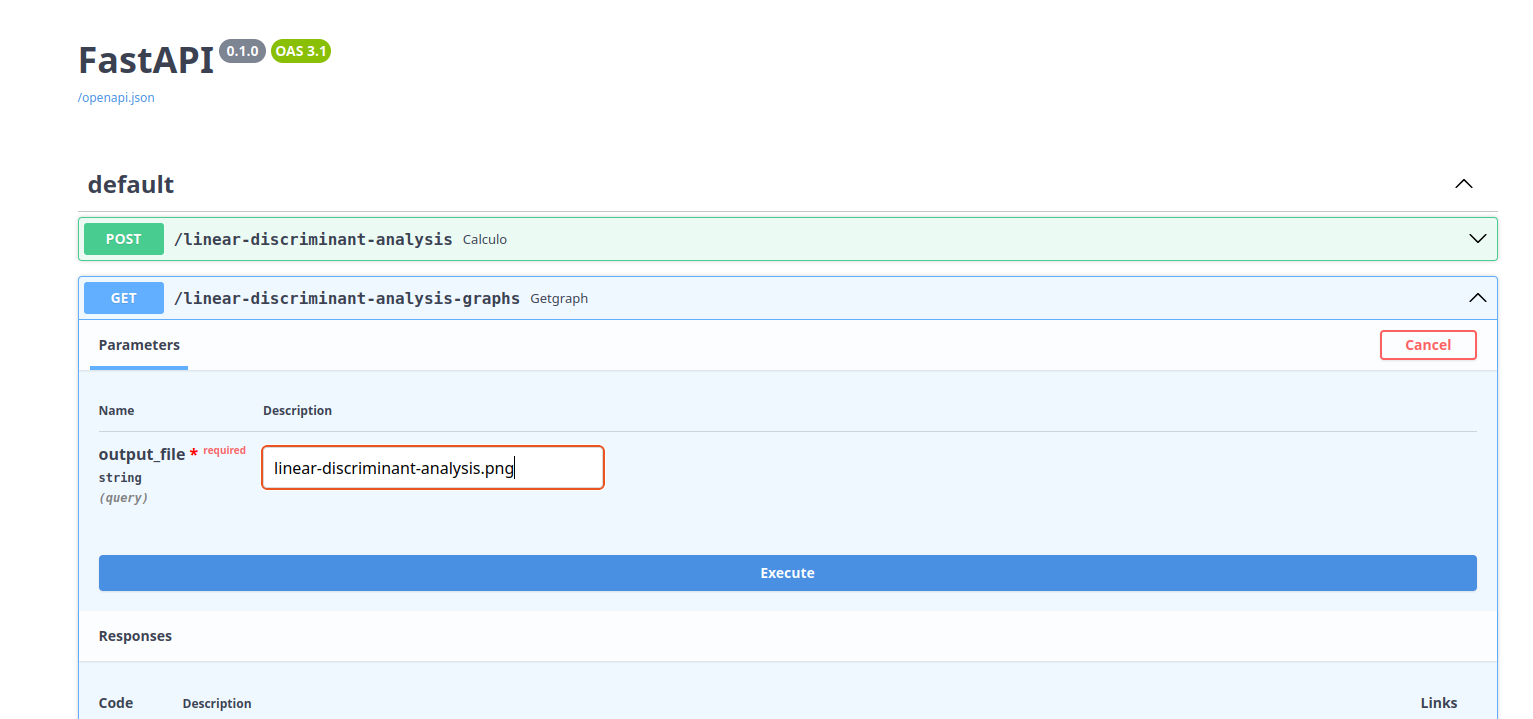 FastAPI 0.1.0 OAS 3.1
/openapi.json
default
POST /linear-discriminant-analysis Calculo
GET /linear-discriminant-analysis-graphs Getgraph
Parameters Cancel
Name Description
output_file * required linear-discriminant-analysis.png
string
(query)
Execute
Responses
Code Description Links